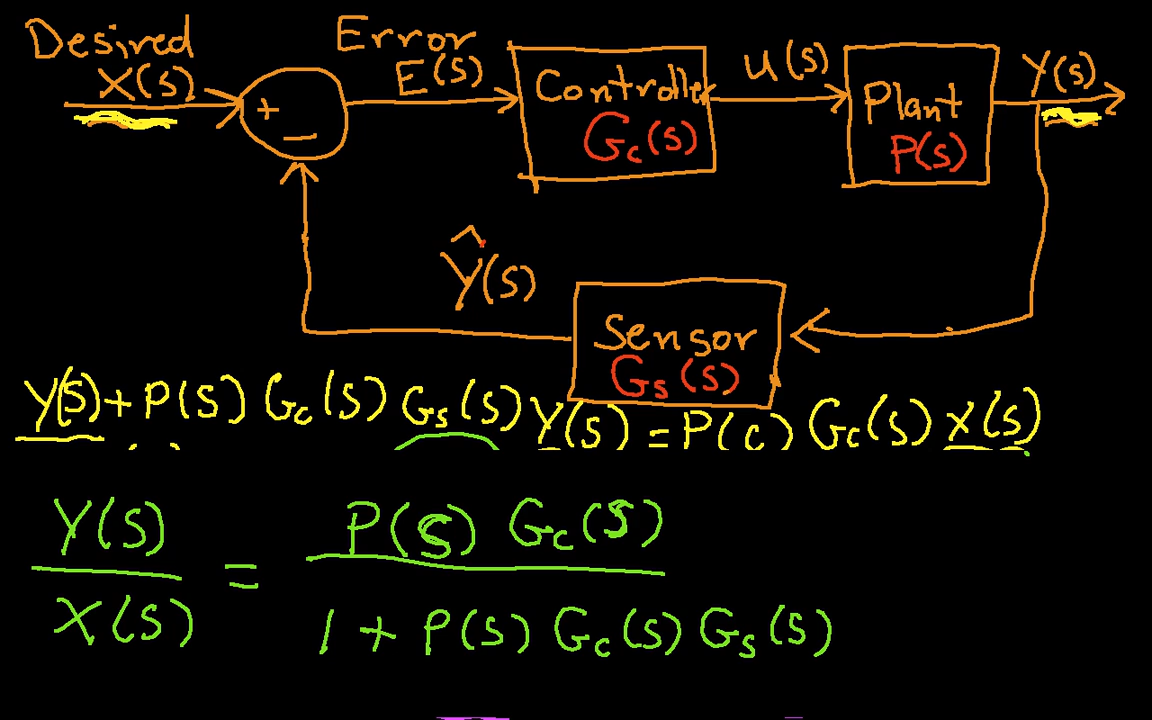 Desired Error
X(s) E(s) Controller U(s) Plant Y(s)
+ Gc(s) P(s)
−
Ŷ(s)
Sensor
Gs(s)
Y(s) + P(s) Gc(s) Gs(s) Y(s) = P(c) Gc(s) X(s)
Y(s) = P(s) Gc(s)
X(s) 1 + P(s) Gc(s) Gs(s)